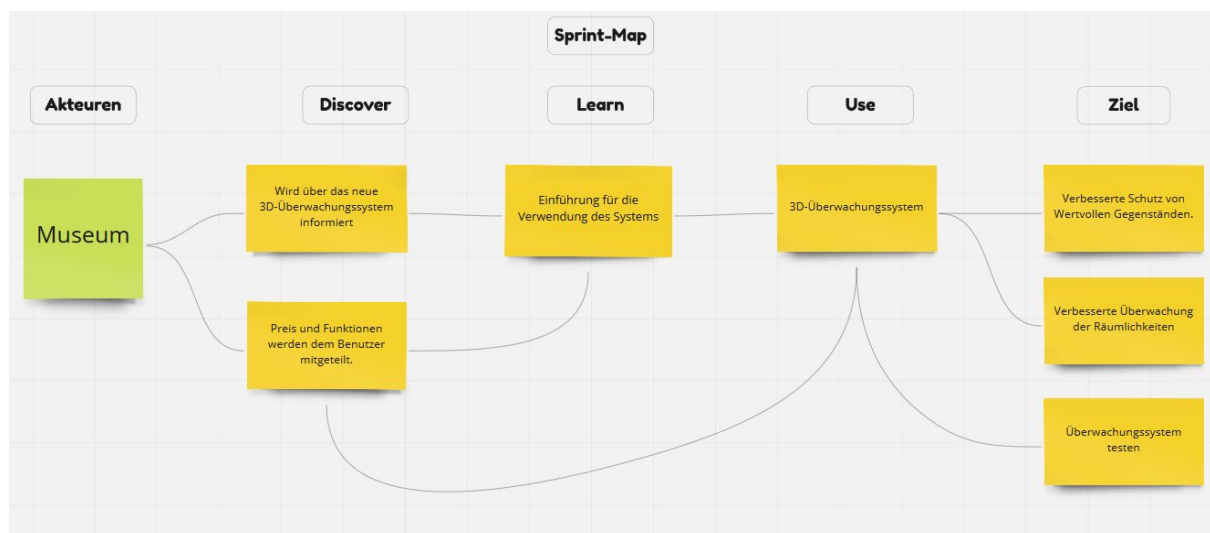 Sprint-Map
Akteuren
Discover
Learn
Use
Ziel
Museum
Wird über das neue
3D-Überwachungssystem
informiert
Preis und Funktionen
werden dem Benutzer
mitgeteilt.
Einführung für die
Verwendung des Systems
3D-Überwachungssystem
Verbesserte Schutz von
Wertvollen Gegenständen.
Verbesserte Überwachung
der Räumlichkeiten
Überwachungssystem
testen